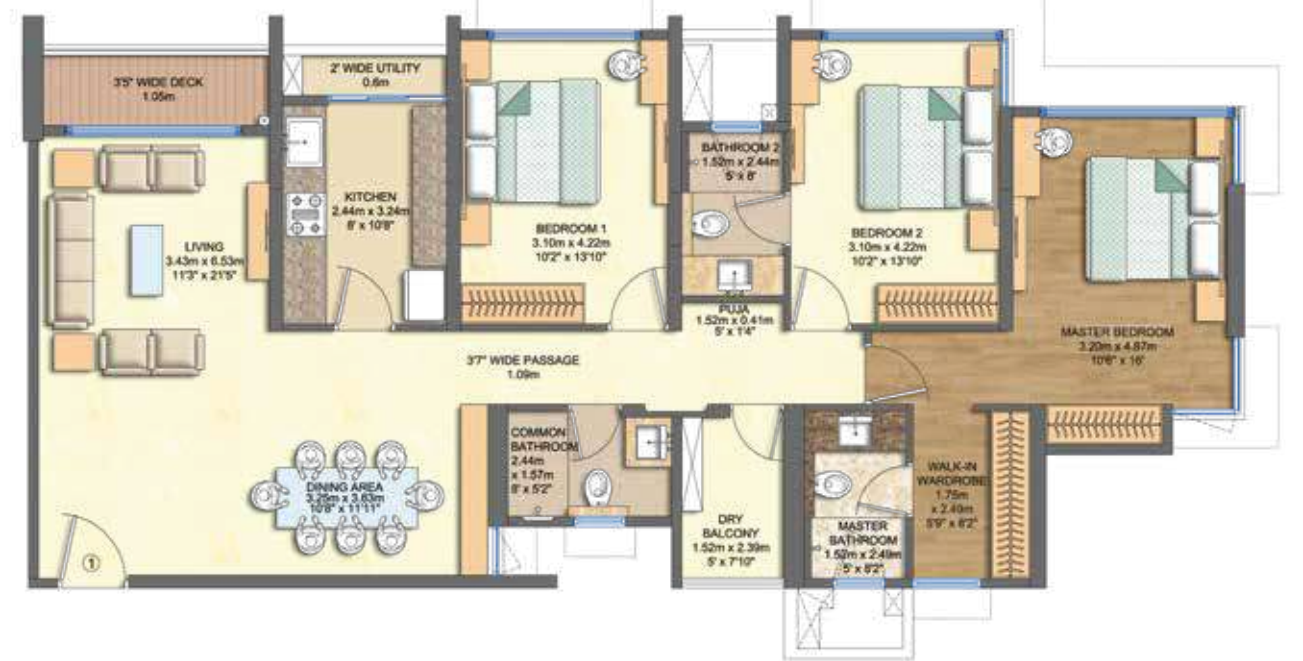 3'5" WIDE DECK
1.05m
2' WIDE UTILITY
0.6m
KITCHEN
2.44m x 3.24m
8' x 10'8"
LIVING
3.43m x 6.53m
11'3" x 21'5"
BEDROOM 1
3.10m x 4.22m
10'2" x 13'10"
BATHROOM 2
1.52m x 2.44m
5' x 8'
BEDROOM 2
3.10m x 4.22m
10'2" x 13'10"
PUJA
1.52m x 0.41m
5' x 1'4"
MASTER BEDROOM
3.20m x 4.87m
10'6" x 16'
3'7" WIDE PASSAGE
1.09m
COMMON
BATHROOM
2.44m
x 1.57m
8' x 5'2"
DINING AREA
3.25m x 3.63m
10'8" x 11'11"
DRY
BALCONY
1.52m x 2.39m
5' x 7'10"
MASTER
BATHROOM
1.52m x 2.49m
5' x 8'2"
WALK-IN
WARDROBE
1.75m
x 2.49m
5'9" x 8'2"
1